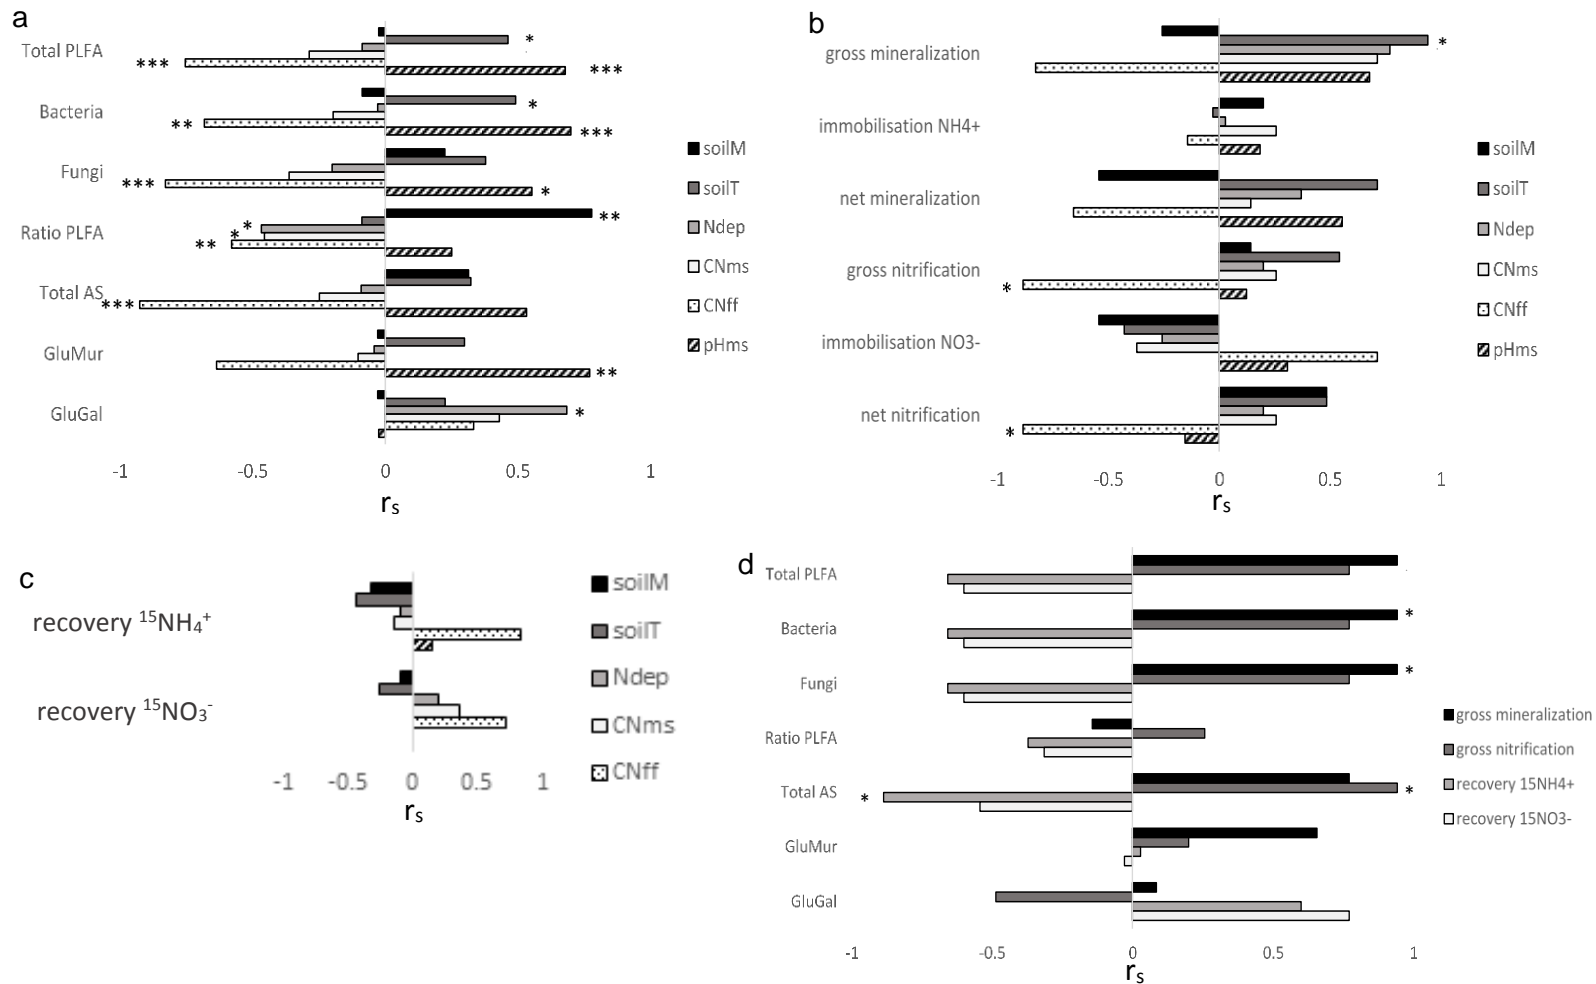 a
Total PLFA
*
***
***
Bacteria
*
**
***
Fungi
***
*
Ratio PLFA
**
*
*
**
Total AS
***
GluMur
**
GluGal
*
soilM
soilT
Ndep
CNms
CNff
pHms
-1 -0.5 0 0.5 1
rs
b
gross mineralization
*
immobilisation NH4+
net mineralization
gross nitrification
*
immobilisation NO3-
net nitrification
*
soilM
soilT
Ndep
CNms
CNff
pHms
-1 -0.5 0 0.5 1
rs
c
recovery ¹⁵NH₄⁺
recovery ¹⁵NO₃⁻
soilM
soilT
Ndep
CNms
CNff
-1 -0.5 0 0.5 1
rs
d
Total PLFA
Bacteria
*
Fungi
*
Ratio PLFA
Total AS
*
*
GluMur
GluGal
gross mineralization
gross nitrification
recovery 15NH4+
recovery 15NO3-
-1 -0.5 0 0.5 1
rs